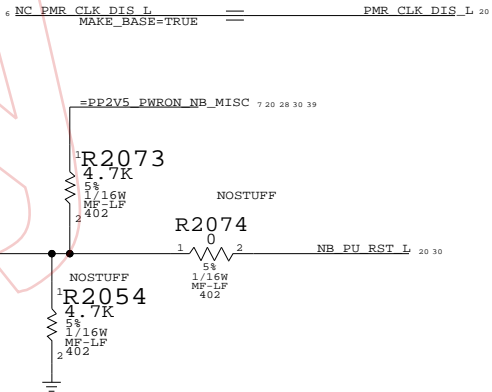 6 NC_PMR_CLK_DIS_L PMR_CLK_DIS_L 20
MAKE_BASE=TRUE
=PP2V5_PWRON_NB_MISC 7 20 28 30 39
1 R2073
4.7K
5%
1/16W
MF-LF
402
2
NOSTUFF
R2074
0
1 2 NB_PU_RST_L 20 30
5%
1/16W
MF-LF
402
NOSTUFF
1 R2054
4.7K
5%
1/16W
MF-LF
2 402